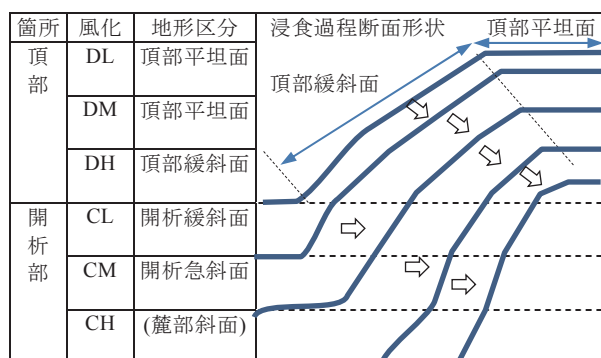 箇所 風化 地形区分 浸食過程断面形状 頂部平坦面
頂部 DL 頂部平坦面
頂部緩斜面
DM 頂部平坦面
DH 頂部緩斜面
開析部 CL 開析緩斜面
CM 開析急斜面
CH (麓部斜面)